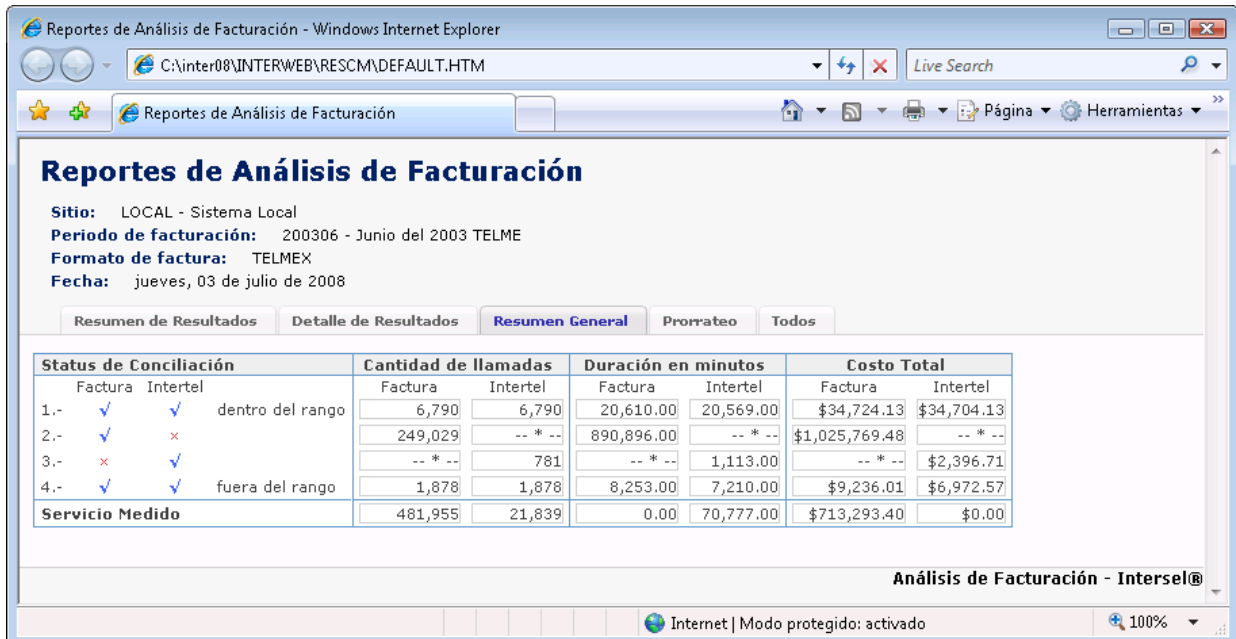 Reportes de Análisis de Facturación - Windows Internet Explorer
C:\inter08\INTERWEB\RESCM\DEFAULT.HTM
Live Search
Reportes de Análisis de Facturación
Página
Herramientas
Reportes de Análisis de Facturación
Sitio: LOCAL - Sistema Local
Periodo de facturación: 200306 - Junio del 2003 TELME
Formato de factura: TELMEX
Fecha: jueves, 03 de julio de 2008
Resumen de Resultados Detalle de Resultados Resumen General Prorrateo Todos
Status de Conciliación Cantidad de llamadas Duración en minutos Costo Total
Factura Intertel Factura Intertel Factura Intertel Factura Intertel
1.- √ √ dentro del rango 6,790 6,790 20,610.00 20,569.00 $34,724.13 $34,704.13
2.- √ × 249,029 -- * -- 890,896.00 -- * -- $1,025,769.48 -- * --
3.- × √ -- * -- 781 -- * -- 1,113.00 -- * -- $2,396.71
4.- √ √ fuera del rango 1,878 1,878 8,253.00 7,210.00 $9,236.01 $6,972.57
Servicio Medido 481,955 21,839 0.00 70,777.00 $713,293.40 $0.00
Análisis de Facturación - Intersel®
Internet | Modo protegido: activado
100%